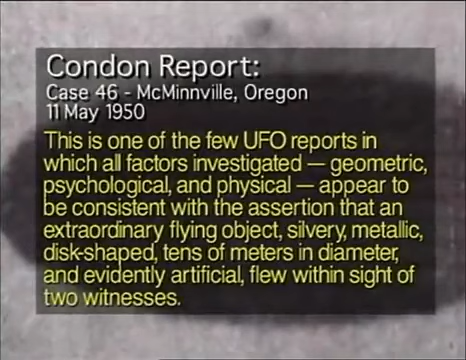 Condon Report:
Case 46 - McMinnville, Oregon
11 May 1950
This is one of the few UFO reports in
which all factors investigated — geometric,
psychological, and physical — appear to
be consistent with the assertion that an
extraordinary flying object, silvery, metallic,
disk-shaped, tens of meters in diameter,
and evidently artificial, flew within sight of
two witnesses.